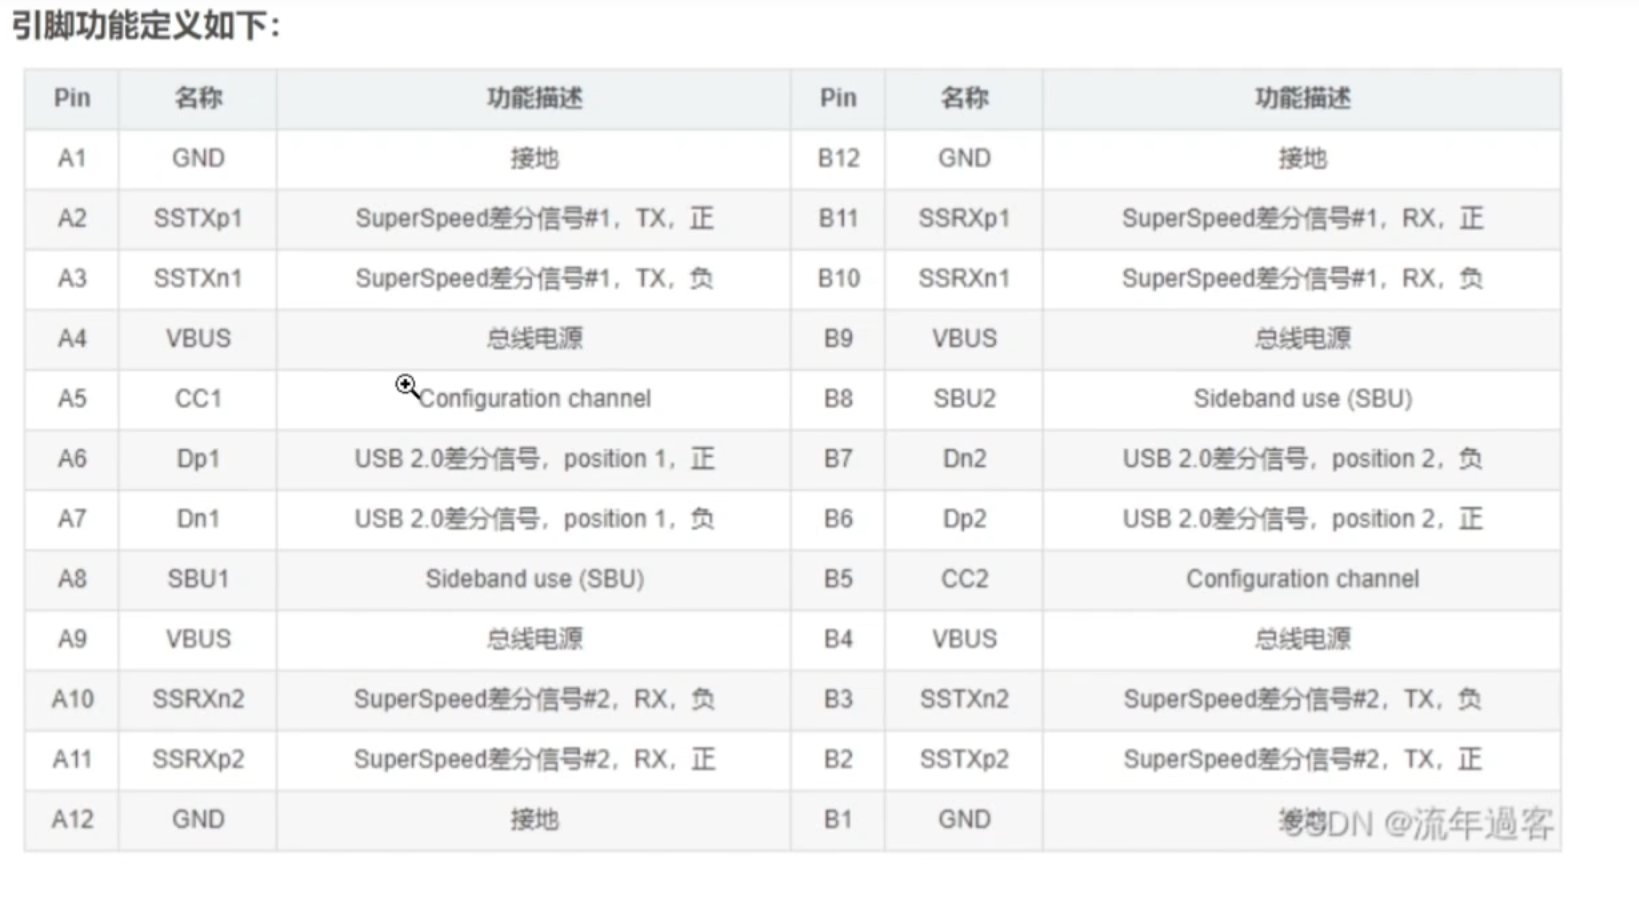 引脚功能定义如下：
Pin 名称 功能描述 Pin 名称 功能描述
A1 GND 接地 B12 GND 接地
A2 SSTXp1 SuperSpeed差分信号#1，TX，正 B11 SSRXp1 SuperSpeed差分信号#1，RX，正
A3 SSTXn1 SuperSpeed差分信号#1，TX，负 B10 SSRXn1 SuperSpeed差分信号#1，RX，负
A4 VBUS 总线电源 B9 VBUS 总线电源
A5 CC1 Configuration channel B8 SBU2 Sideband use (SBU)
A6 Dp1 USB 2.0差分信号，position 1，正 B7 Dn2 USB 2.0差分信号，position 2，负
A7 Dn1 USB 2.0差分信号，position 1，负 B6 Dp2 USB 2.0差分信号，position 2，正
A8 SBU1 Sideband use (SBU) B5 CC2 Configuration channel
A9 VBUS 总线电源 B4 VBUS 总线电源
A10 SSRXn2 SuperSpeed差分信号#2，RX，负 B3 SSTXn2 SuperSpeed差分信号#2，TX，负
A11 SSRXp2 SuperSpeed差分信号#2，RX，正 B2 SSTXp2 SuperSpeed差分信号#2，TX，正
A12 GND 接地 B1 GND 接地
CSDN @流年過客